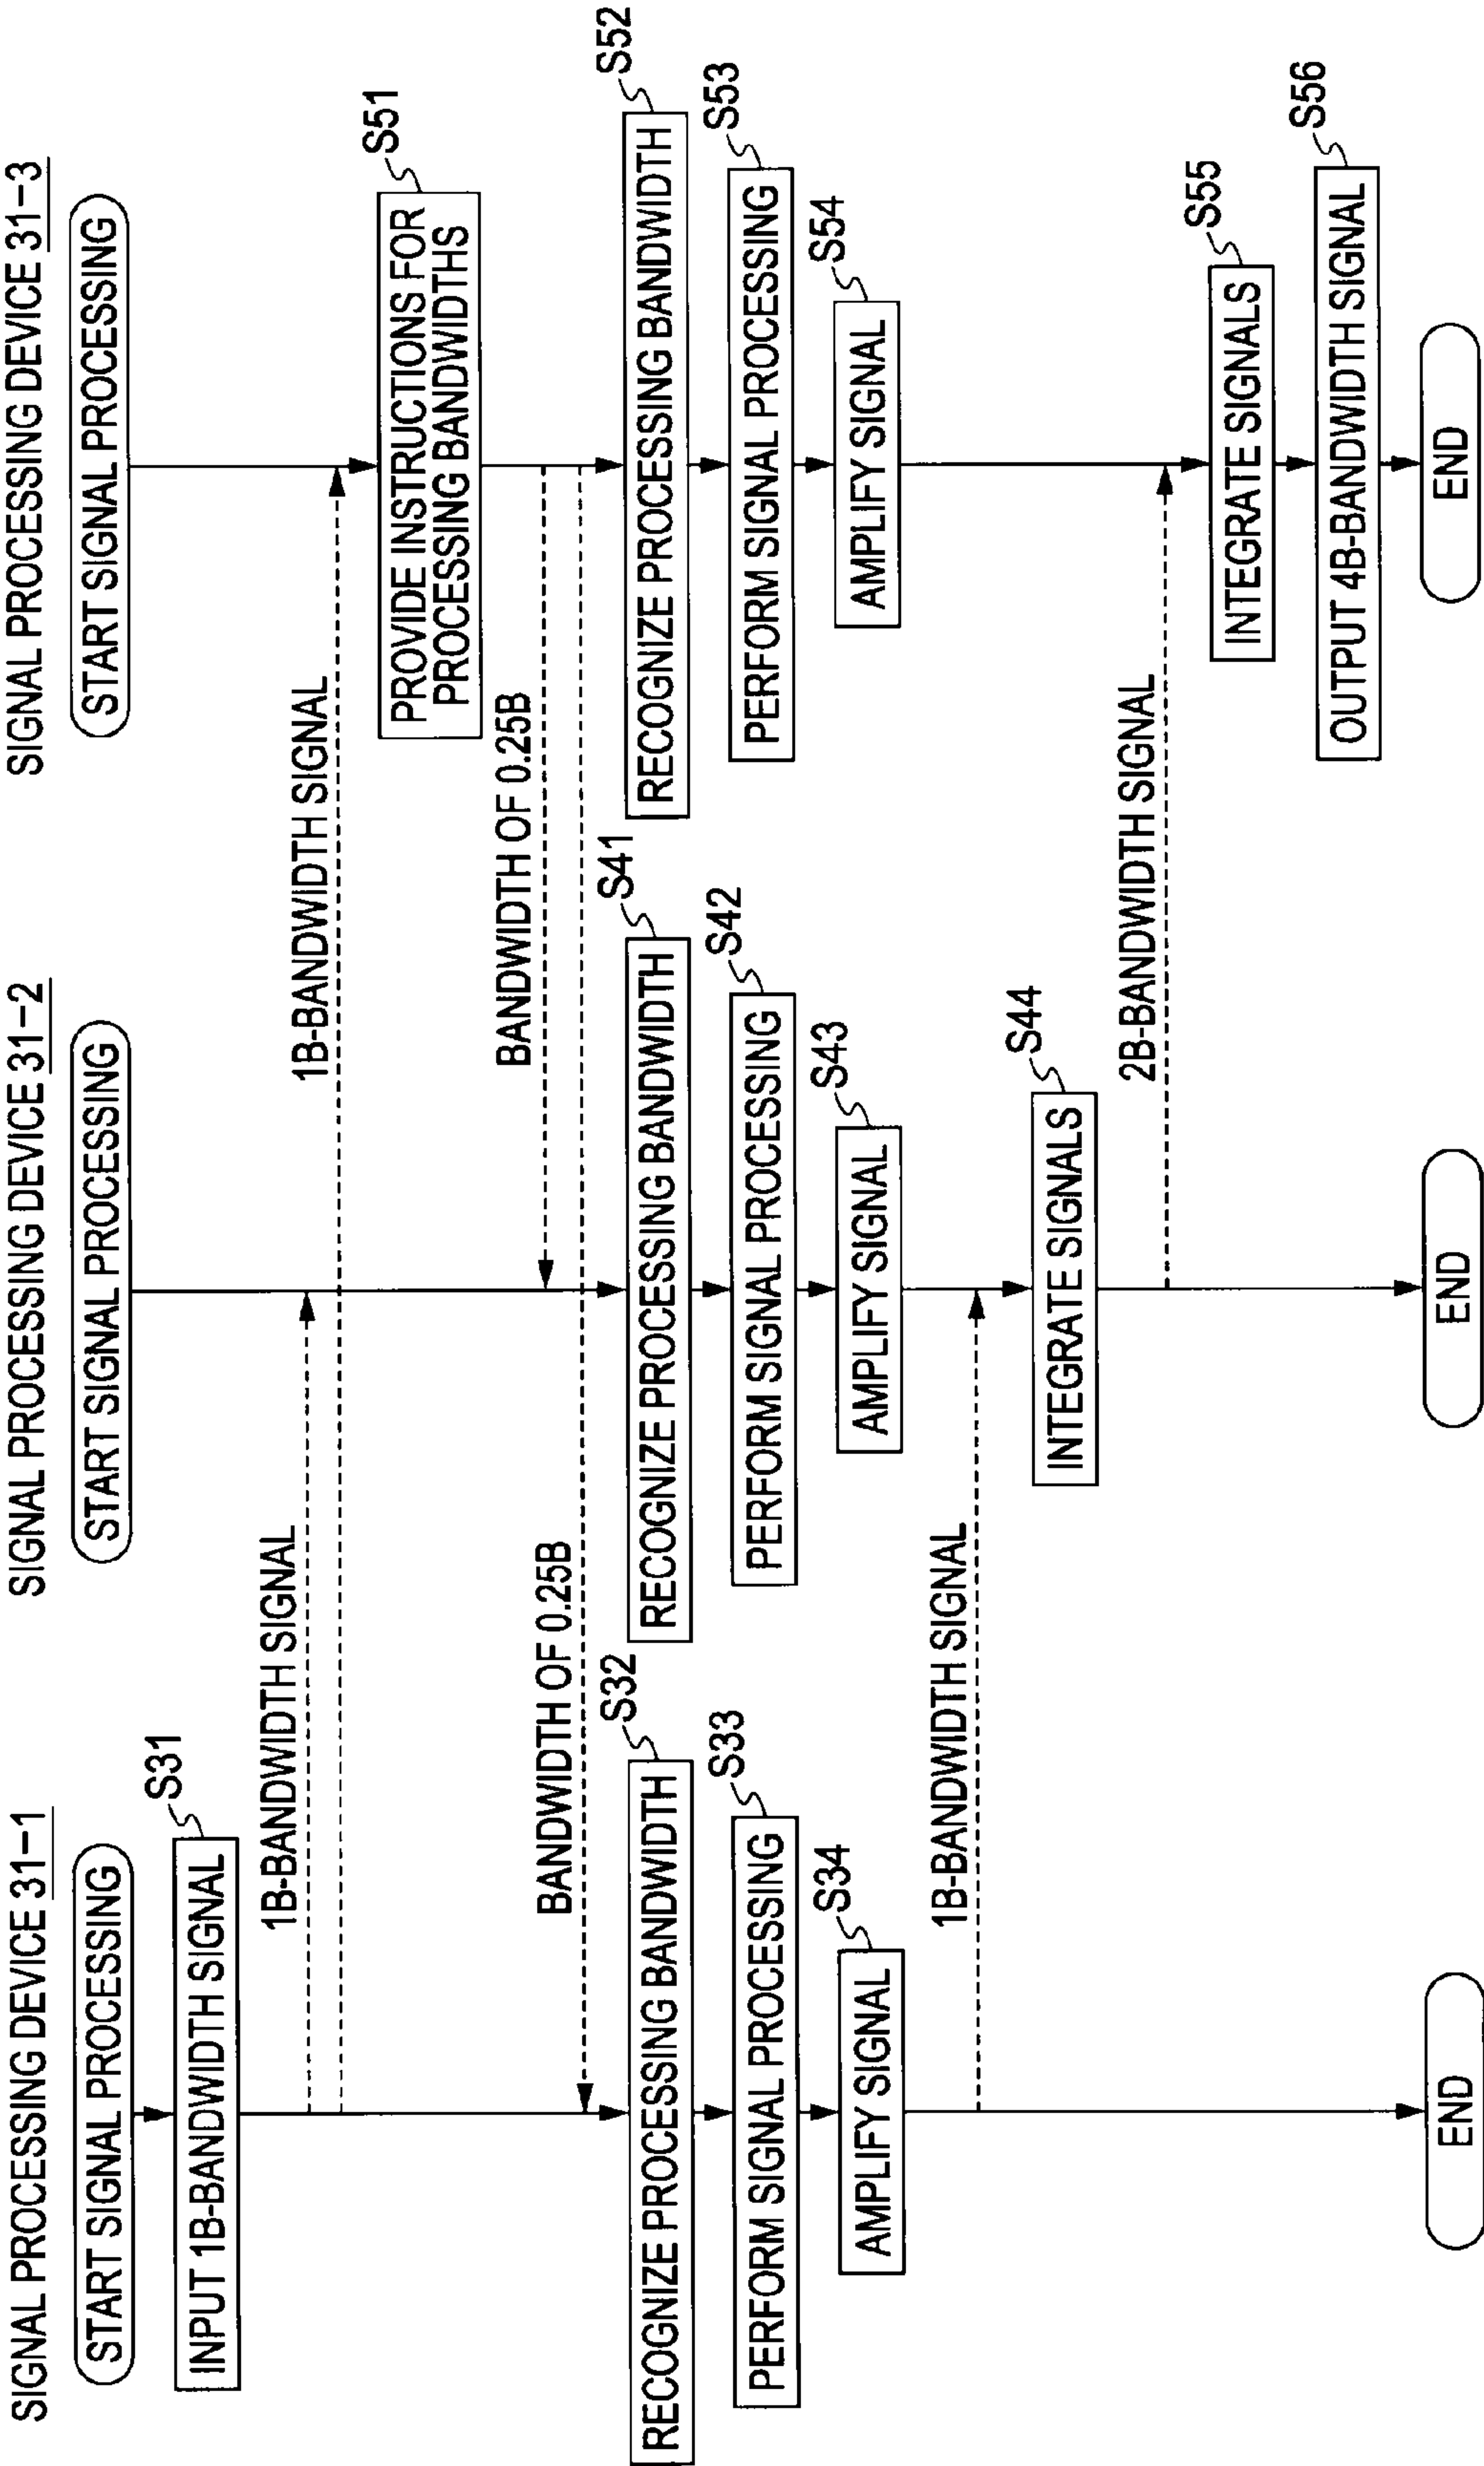 SIGNAL PROCESSING DEVICE 31-1
START SIGNAL PROCESSING
INPUT 1B-BANDWIDTH SIGNAL
S31
1B-BANDWIDTH SIGNAL
BANDWIDTH OF 0.25B
S32
RECOGNIZE PROCESSING BANDWIDTH
S33
PERFORM SIGNAL PROCESSING
S34
AMPLIFY SIGNAL
1B-BANDWIDTH SIGNAL
END
SIGNAL PROCESSING DEVICE 31-2
START SIGNAL PROCESSING
1B-BANDWIDTH SIGNAL
BANDWIDTH OF 0.25B
S41
RECOGNIZE PROCESSING BANDWIDTH
S42
PERFORM SIGNAL PROCESSING
S43
AMPLIFY SIGNAL
S44
INTEGRATE SIGNALS
2B-BANDWIDTH SIGNAL
END
SIGNAL PROCESSING DEVICE 31-3
START SIGNAL PROCESSING
S51
PROVIDE INSTRUCTIONS FOR
PROCESSING BANDWIDTHS
S52
RECOGNIZE PROCESSING BANDWIDTH
S53
PERFORM SIGNAL PROCESSING
S54
AMPLIFY SIGNAL
S55
INTEGRATE SIGNALS
S56
OUTPUT 4B-BANDWIDTH SIGNAL
END